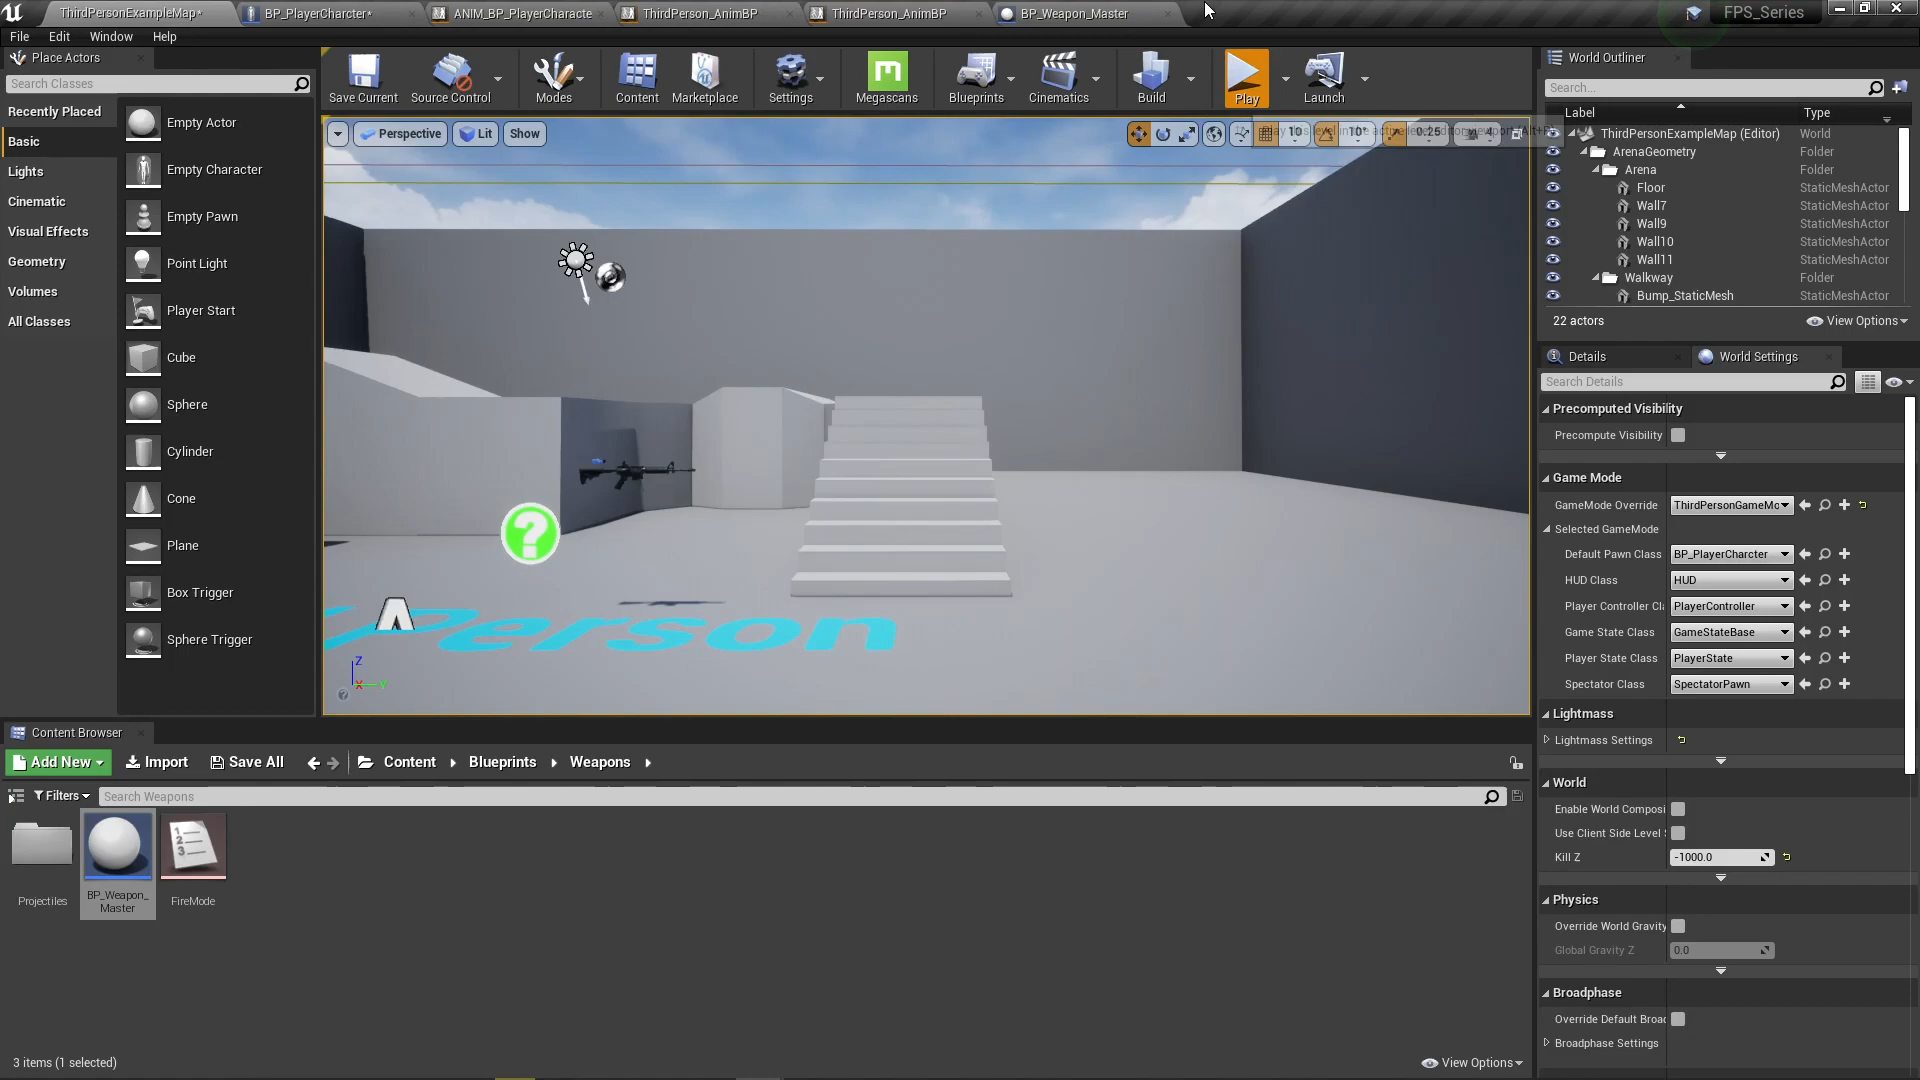 ThirdPersonExampleMap*
BP_PlayerCharcter*
ANIM_BP_PlayerCharacte
ThirdPerson_AnimBP
ThirdPerson_AnimBP
BP_Weapon_Master
FPS_Series
File
Edit
Window
Help
Place Actors
Search Classes
Recently Placed
Basic
Lights
Cinematic
Visual Effects
Geometry
Volumes
All Classes
Empty Actor
Empty Character
Empty Pawn
Point Light
Player Start
Cube
Sphere
Cylinder
Cone
Plane
Box Trigger
Sphere Trigger
Save Current
Source Control
Modes
Content
Marketplace
Settings
Megascans
Blueprints
Cinematics
Build
Play
Launch
Perspective
Lit
Show
10
10°
0.25
4
Person
Z
X
Y
World Outliner
Search...
Label
Type
ThirdPersonExampleMap (Editor)
World
ArenaGeometry
Folder
Arena
Folder
Floor
StaticMeshActor
Wall7
StaticMeshActor
Wall9
StaticMeshActor
Wall10
StaticMeshActor
Wall11
StaticMeshActor
Walkway
Folder
Bump_StaticMesh
StaticMeshActor
22 actors
View Options
Details
World Settings
Search Details
Precomputed Visibility
Precompute Visibility
Game Mode
GameMode Override
ThirdPersonGameMo
Selected GameMode
Default Pawn Class
BP_PlayerCharcter
HUD Class
HUD
Player Controller Cl
PlayerController
Game State Class
GameStateBase
Player State Class
PlayerState
Spectator Class
SpectatorPawn
Lightmass
Lightmass Settings
World
Enable World Composi
Use Client Side Level
Kill Z
-1000.0
Physics
Override World Gravity
Global Gravity Z
0.0
Broadphase
Override Default Broad
Broadphase Settings
Content Browser
Add New
Import
Save All
Content
Blueprints
Weapons
Filters
Search Weapons
Projectiles
BP_Weapon_
Master
FireMode
3 items (1 selected)
View Options